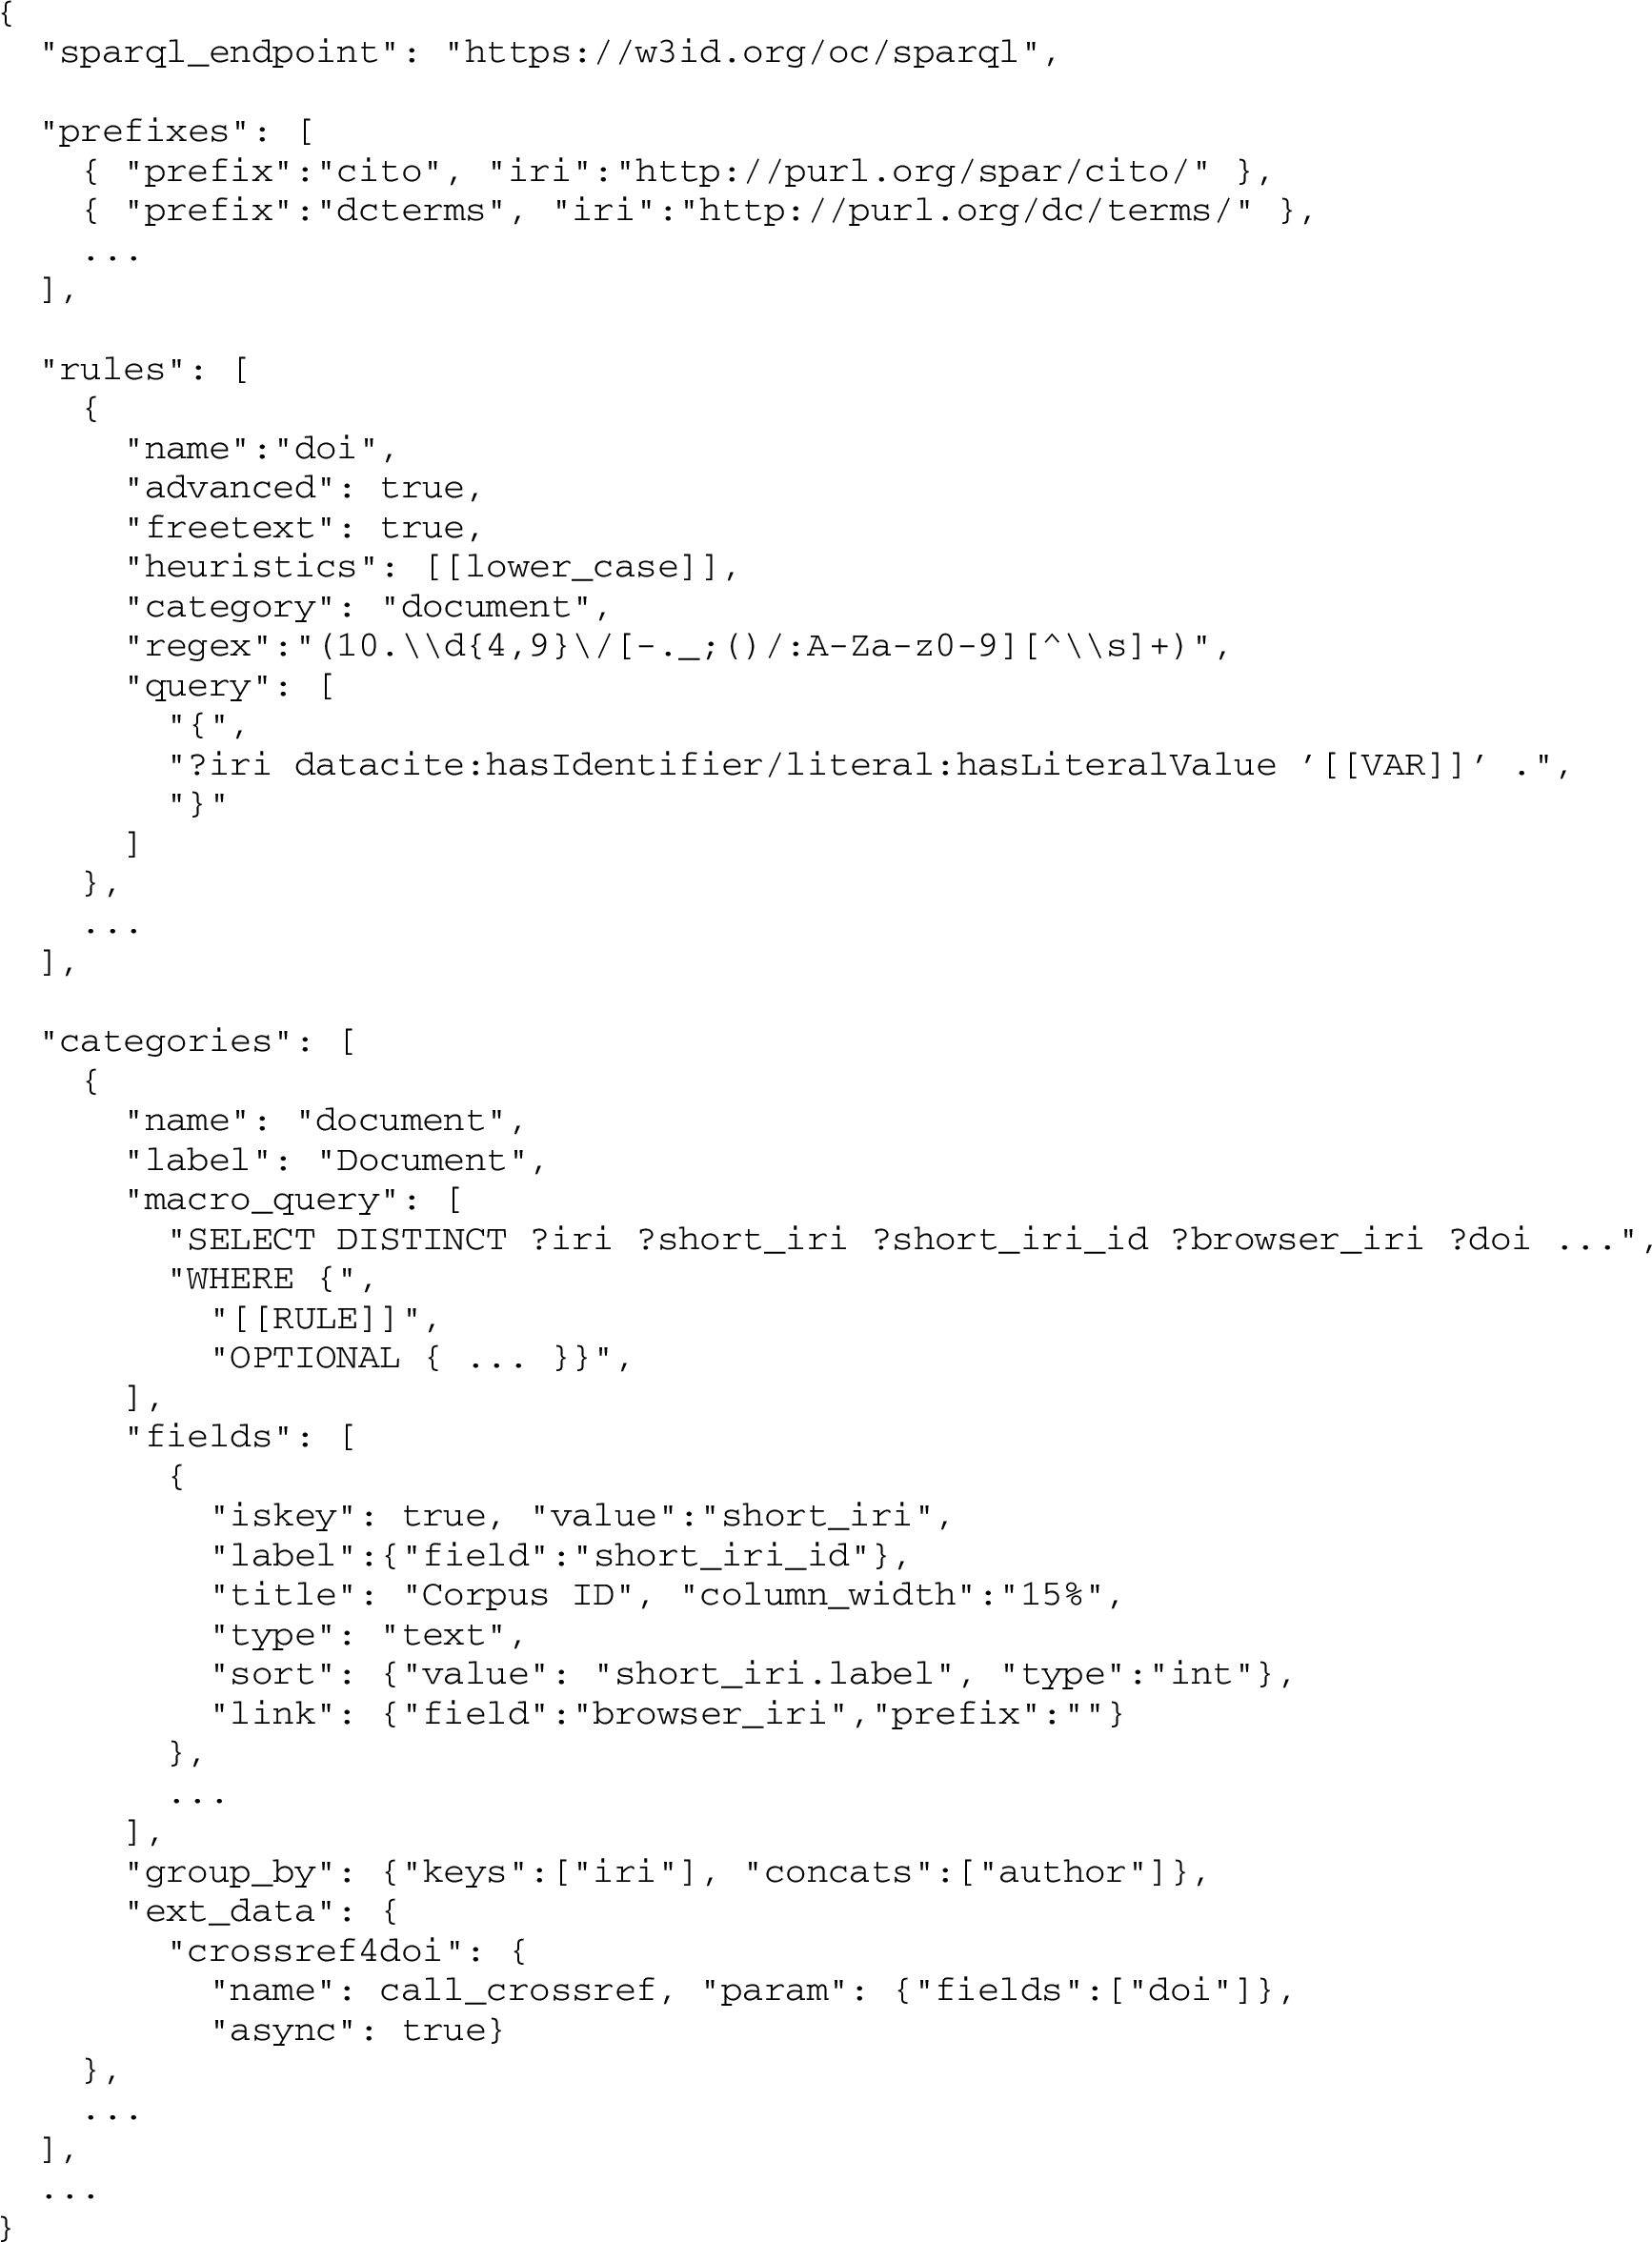 {
  "sparql_endpoint": "https://w3id.org/oc/sparql",

  "prefixes": [
    { "prefix":"cito", "iri":"http://purl.org/spar/cito/" },
    { "prefix":"dcterms", "iri":"http://purl.org/dc/terms/" },
    ...
  ],

  "rules": [
    {
      "name":"doi",
      "advanced": true,
      "freetext": true,
      "heuristics": [[lower_case]],
      "category": "document",
      "regex":"(10.\\d{4,9}\/[-._;()/:A-Za-z0-9][^\\s]+)",
      "query": [
        "{",
        "?iri datacite:hasIdentifier/literal:hasLiteralValue ’[[VAR]]’ .",
        "}"
      ]
    },
    ...
  ],

  "categories": [
    {
      "name": "document",
      "label": "Document",
      "macro_query": [
        "SELECT DISTINCT ?iri ?short_iri ?short_iri_id ?browser_iri ?doi ...",
        "WHERE {",
          "[[RULE]]",
          "OPTIONAL { ... }}",
      ],
      "fields": [
        {
          "iskey": true, "value":"short_iri",
          "label":{"field":"short_iri_id"},
          "title": "Corpus ID", "column_width":"15%",
          "type": "text",
          "sort": {"value": "short_iri.label", "type":"int"},
          "link": {"field":"browser_iri","prefix":""}
        },
        ...
      ],
      "group_by": {"keys":["iri"], "concats":["author"]},
      "ext_data": {
        "crossref4doi": {
          "name": call_crossref, "param": {"fields":["doi"]},
          "async": true}
    },
    ...
  ],
  ...
}